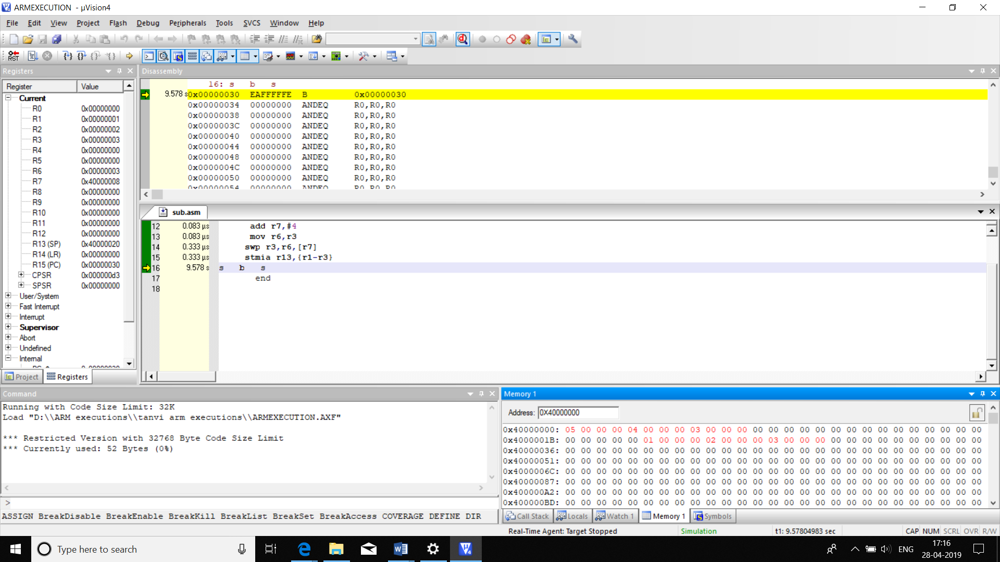 ARMEXECUTION - µVision4
File Edit View Project Flash Debug Peripherals Tools SVCS Window Help
Registers
Register Value
Current
R0 0x00000000
R1 0x00000001
R2 0x00000002
R3 0x00000003
R4 0x00000000
R5 0x00000000
R6 0x00000003
R7 0x40000008
R8 0x00000000
R9 0x00000000
R10 0x00000000
R11 0x00000000
R12 0x00000000
R13 (SP) 0x40000020
R14 (LR) 0x00000000
R15 (PC) 0x00000030
CPSR 0x000000d3
SPSR 0x00000000
User/System
Fast Interrupt
Interrupt
Supervisor
Abort
Undefined
Internal
Project Registers
Disassembly
16: s b s
9.578 s 0x00000030 EAFFFFFE B 0x00000030
0x00000034 00000000 ANDEQ R0,R0,R0
0x00000038 00000000 ANDEQ R0,R0,R0
0x0000003C 00000000 ANDEQ R0,R0,R0
0x00000040 00000000 ANDEQ R0,R0,R0
0x00000044 00000000 ANDEQ R0,R0,R0
0x00000048 00000000 ANDEQ R0,R0,R0
0x0000004C 00000000 ANDEQ R0,R0,R0
0x00000050 00000000 ANDEQ R0,R0,R0
0x00000054 00000000 ANDEQ R0,R0,R0
sub.asm
12 0.083 µs add r7,#4
13 0.083 µs mov r6,r3
14 0.333 µs swp r3,r6,[r7]
15 0.333 µs stmia r13,{r1-r3}
16 9.578 s s b s
17 end
18
Command
Running with Code Size Limit: 32K
Load "D:\\ARM executions\\tanvi arm executions\\ARMEXECUTION.AXF"
*** Restricted Version with 32768 Byte Code Size Limit
*** Currently used: 52 Bytes (0%)
>
ASSIGN BreakDisable BreakEnable BreakKill BreakList BreakSet BreakAccess COVERAGE DEFINE DIR
Memory 1
Address: 0X40000000
0x40000000: 05 00 00 00 04 00 00 00 03 00 00 00 00 00 00 00 00 00 00 00 00 00 00 00 00 00 00
0x4000001B: 00 00 00 00 00 01 00 00 00 02 00 00 00 03 00 00 00 00 00 00 00 00 00 00 00 00 00
0x40000036: 00 00 00 00 00 00 00 00 00 00 00 00 00 00 00 00 00 00 00 00 00 00 00 00 00 00 00
0x40000051: 00 00 00 00 00 00 00 00 00 00 00 00 00 00 00 00 00 00 00 00 00 00 00 00 00 00 00
0x4000006C: 00 00 00 00 00 00 00 00 00 00 00 00 00 00 00 00 00 00 00 00 00 00 00 00 00 00 00
0x40000087: 00 00 00 00 00 00 00 00 00 00 00 00 00 00 00 00 00 00 00 00 00 00 00 00 00 00 00
0x400000A2: 00 00 00 00 00 00 00 00 00 00 00 00 00 00 00 00 00 00 00 00 00 00 00 00 00 00 00
0x400000BD: 00 00 00 00 00 00 00 00 00 00 00 00 00 00 00 00 00 00 00 00 00 00 00 00 00 00 00
Call Stack Locals Watch 1 Memory 1 Symbols
Real-Time Agent: Target Stopped Simulation t1: 9.57804983 sec CAP NUM SCRL OVR R/W
Type here to search
ENG
17:16
28-04-2019